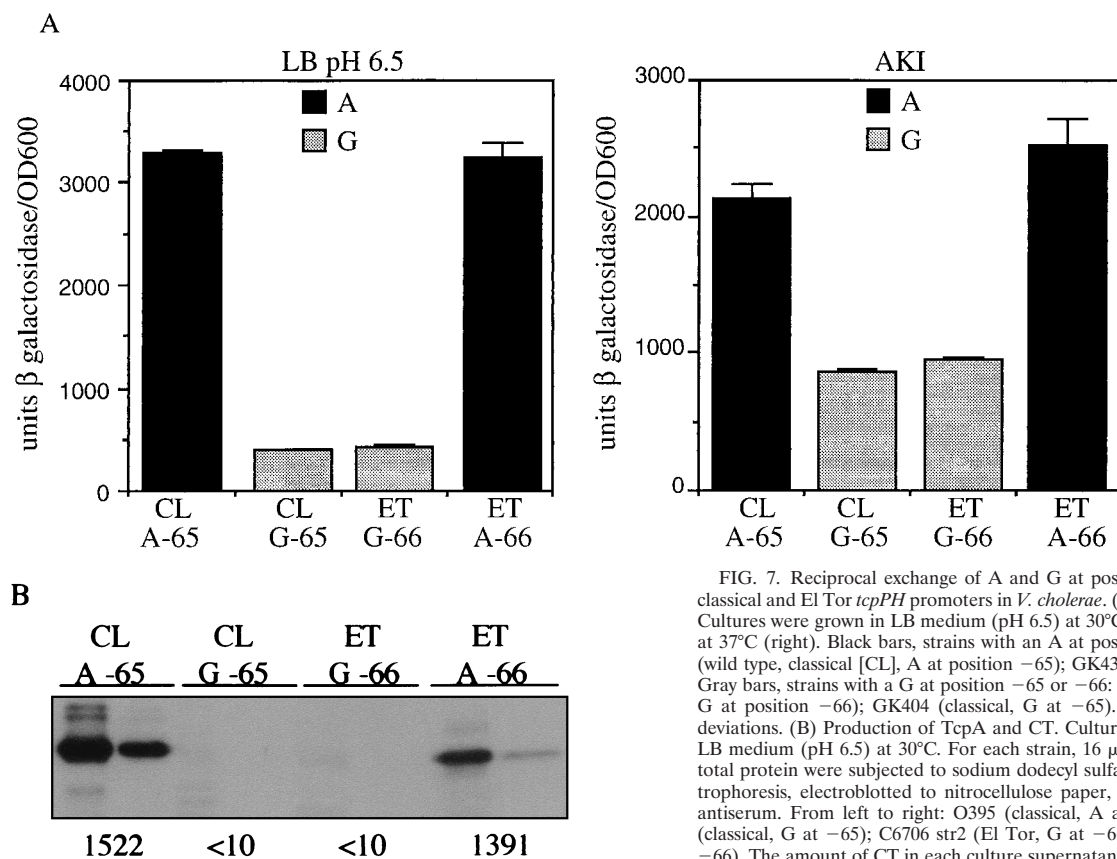 A
LB pH 6.5
A
G
units β galactosidase/OD600
4000
3000
2000
1000
0
CL CL ET ET
A-65 G-65 G-66 A-66
AKI
A
G
units β galactosidase/OD600
3000
2000
1000
0
CL CL ET ET
A-65 G-65 G-66 A-66
B
CL CL ET ET
A -65 G -65 G -66 A -66
1522 <10 <10 1391
FIG. 7. Reciprocal exchange of A and G at pos
classical and El Tor tcpPH promoters in V. cholerae. (
Cultures were grown in LB medium (pH 6.5) at 30°C
at 37°C (right). Black bars, strains with an A at pos
(wild type, classical [CL], A at position −65); GK43
Gray bars, strains with a G at position −65 or −66:
G at position −66); GK404 (classical, G at −65).
deviations. (B) Production of TcpA and CT. Cultur
LB medium (pH 6.5) at 30°C. For each strain, 16 μ
total protein were subjected to sodium dodecyl sulfa
trophoresis, electroblotted to nitrocellulose paper,
antiserum. From left to right: O395 (classical, A a
(classical, G at −65); C6706 str2 (El Tor, G at −6
−66). The amount of CT in each culture supernatan